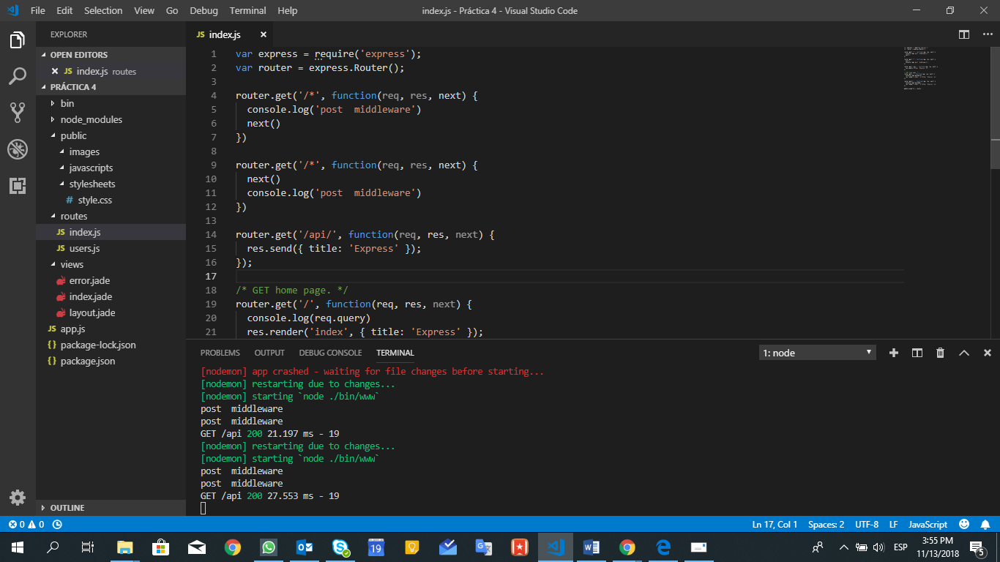 File Edit Selection View Go Debug Terminal Help
index.js - Práctica 4 - Visual Studio Code
EXPLORER
OPEN EDITORS
JS index.js routes
PRÁCTICA 4
bin
node_modules
public
images
javascripts
stylesheets
# style.css
routes
JS index.js
JS users.js
views
error.jade
index.jade
layout.jade
JS app.js
{} package-lock.json
{} package.json
OUTLINE
JS index.js
1 var express = require('express');
2 var router = express.Router();
3
4 router.get('/*', function(req, res, next) {
5 console.log('post  middleware')
6 next()
7 })
8
9 router.get('/*', function(req, res, next) {
10 next()
11 console.log('post  middleware')
12 })
13
14 router.get('/api/', function(req, res, next) {
15 res.send({ title: 'Express' });
16 });
17
18 /* GET home page. */
19 router.get('/', function(req, res, next) {
20 console.log(req.query)
21 res.render('index', { title: 'Express' });
PROBLEMS OUTPUT DEBUG CONSOLE TERMINAL
1: node
[nodemon] app crashed - waiting for file changes before starting...
[nodemon] restarting due to changes...
[nodemon] starting `node ./bin/www`
post  middleware
post  middleware
GET /api 200 21.197 ms - 19
[nodemon] restarting due to changes...
[nodemon] starting `node ./bin/www`
post  middleware
post  middleware
GET /api 200 27.553 ms - 19
0 0
Ln 17, Col 1 Spaces: 2 UTF-8 LF JavaScript
19
ESP
3:55 PM
11/13/2018
5